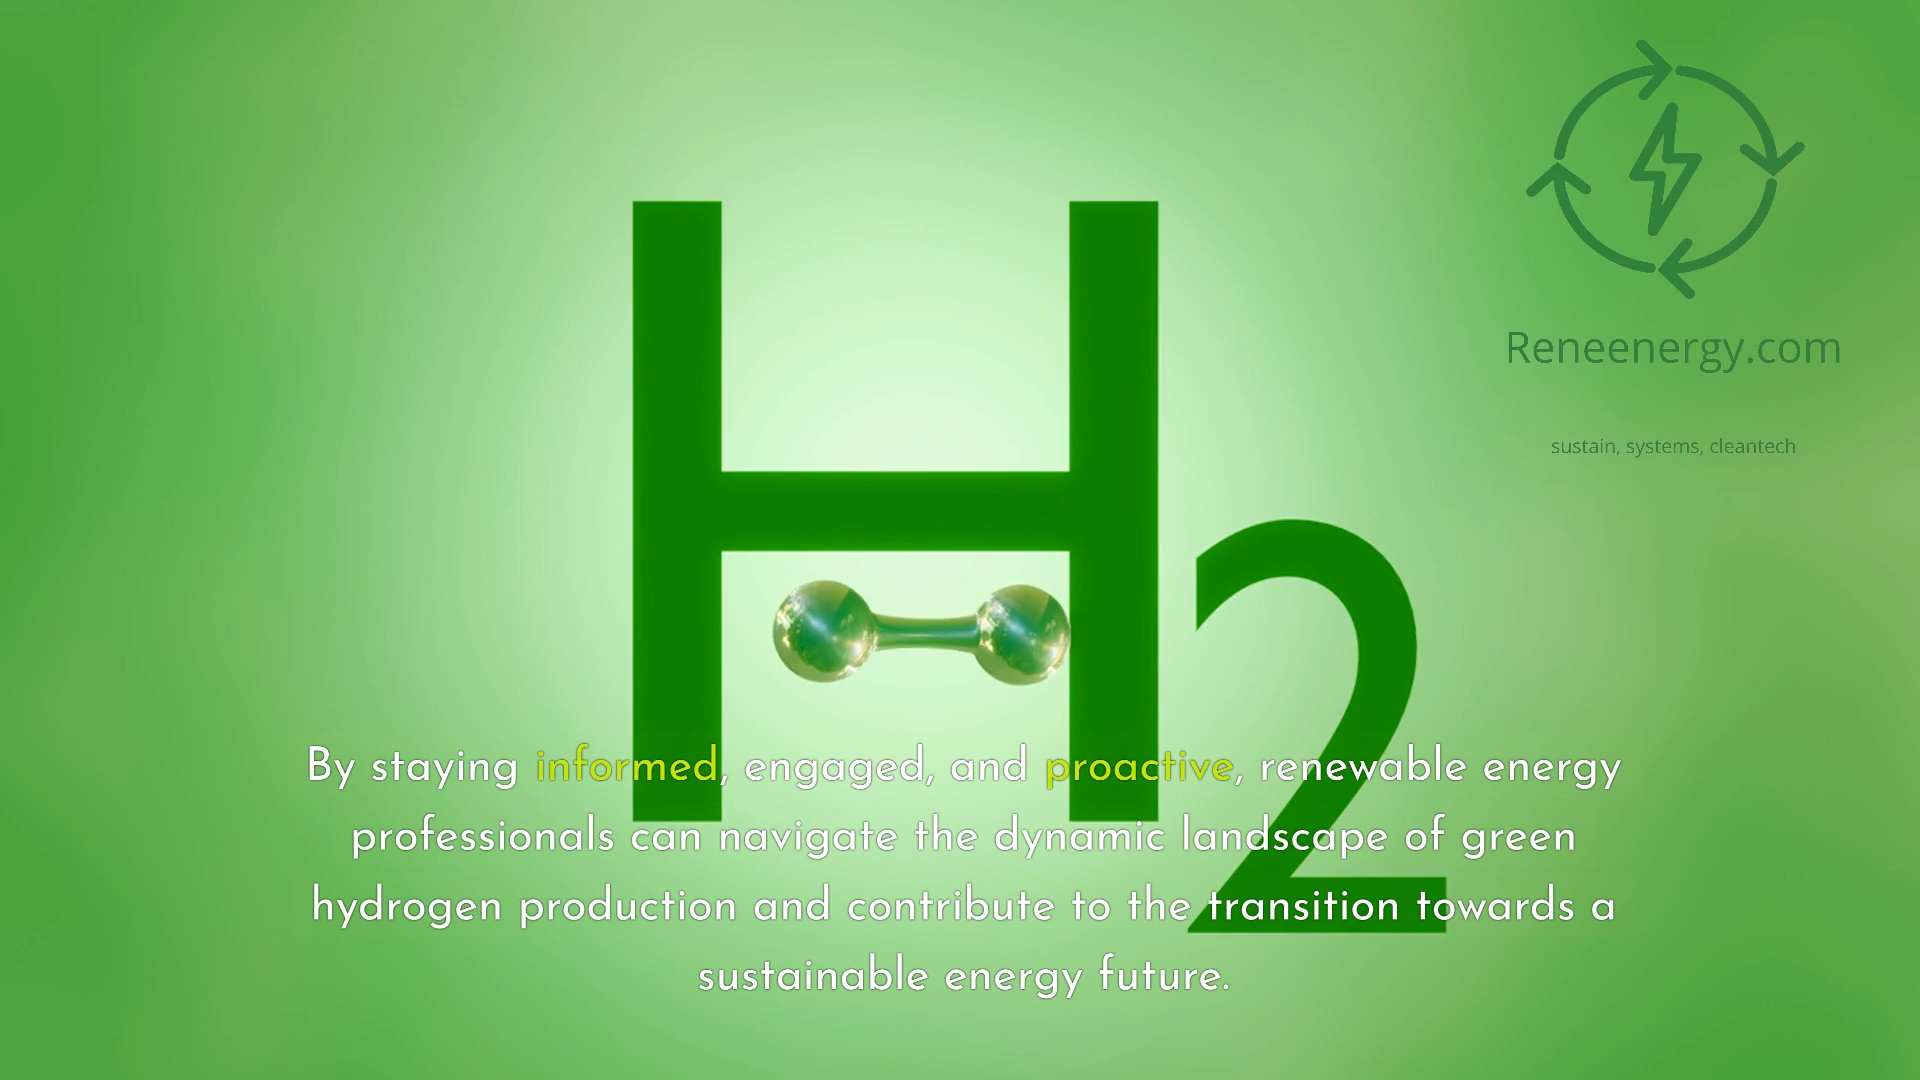 H2
Reneenergy.com
sustain, systems, cleantech
By staying informed, engaged, and proactive, renewable energy
professionals can navigate the dynamic landscape of green
hydrogen production and contribute to the transition towards a
sustainable energy future.